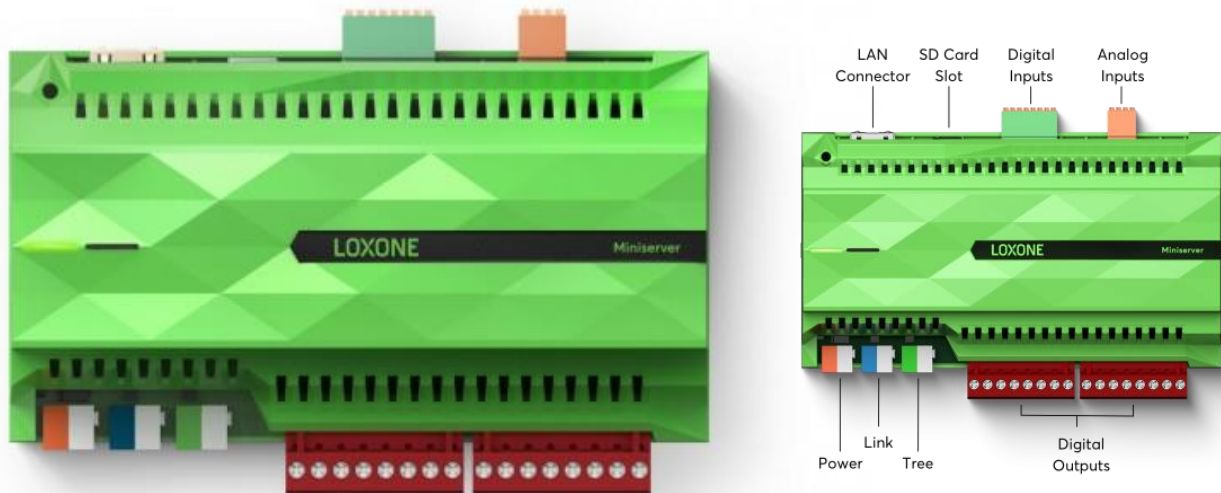 LOXONE
Miniserver
LAN
Connector
SD Card
Slot
Digital
Inputs
Analog
Inputs
LOXONE
Miniserver
Power
Link
Tree
Digital
Outputs